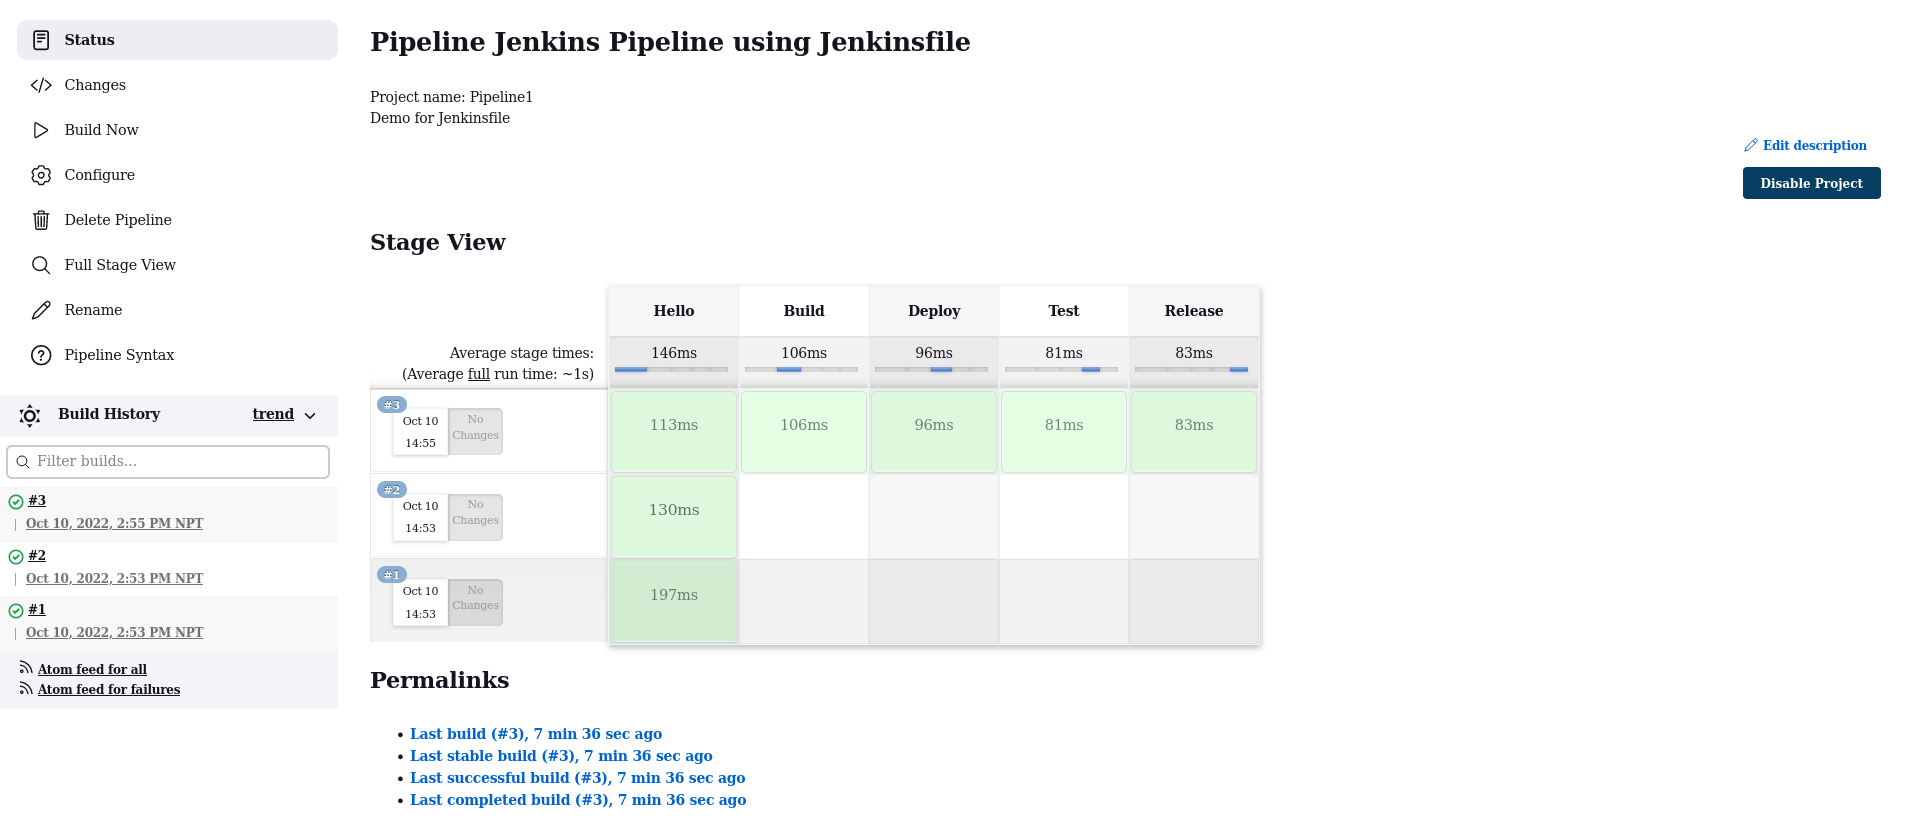 Status
Changes
Build Now
Configure
Delete Pipeline
Full Stage View
Rename
Pipeline Syntax
Build History
trend
Filter builds...
#3
Oct 10, 2022, 2:55 PM NPT
#2
Oct 10, 2022, 2:53 PM NPT
#1
Oct 10, 2022, 2:53 PM NPT
Atom feed for all
Atom feed for failures
Pipeline Jenkins Pipeline using Jenkinsfile
Project name: Pipeline1
Demo for Jenkinsfile
Edit description
Disable Project
Stage View
Hello Build Deploy Test Release
Average stage times: 146ms 106ms 96ms 81ms 83ms
(Average full run time: ~1s)
#3
Oct 10
14:55
No
Changes
113ms 106ms 96ms 81ms 83ms
#2
Oct 10
14:53
No
Changes
130ms
#1
Oct 10
14:53
No
Changes
197ms
Permalinks
Last build (#3), 7 min 36 sec ago
Last stable build (#3), 7 min 36 sec ago
Last successful build (#3), 7 min 36 sec ago
Last completed build (#3), 7 min 36 sec ago